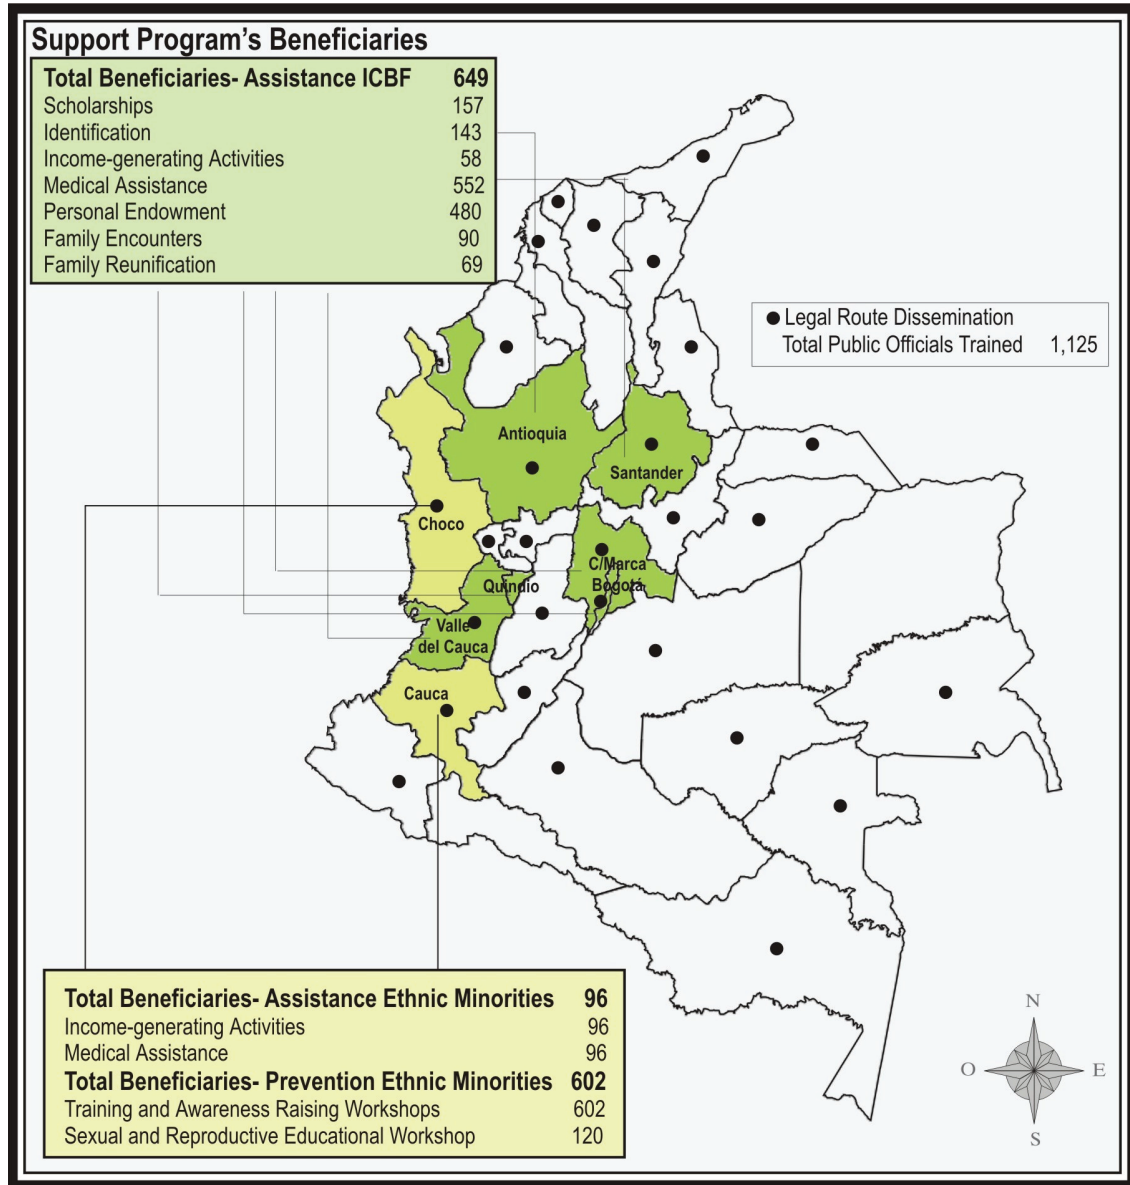 Support Program's Beneficiaries
Total Beneficiaries- Assistance ICBF 649
Scholarships 157
Identification 143
Income-generating Activities 58
Medical Assistance 552
Personal Endowment 480
Family Encounters 90
Family Reunification 69
Legal Route Dissemination
Total Public Officials Trained 1,125
Antioquia
Santander
Choco
C/Marca
Bogotá
Quindio
Valle
del Cauca
Cauca
Total Beneficiaries- Assistance Ethnic Minorities 96
Income-generating Activities 96
Medical Assistance 96
Total Beneficiaries- Prevention Ethnic Minorities 602
Training and Awareness Raising Workshops 602
Sexual and Reproductive Educational Workshop 120
N
O E
S